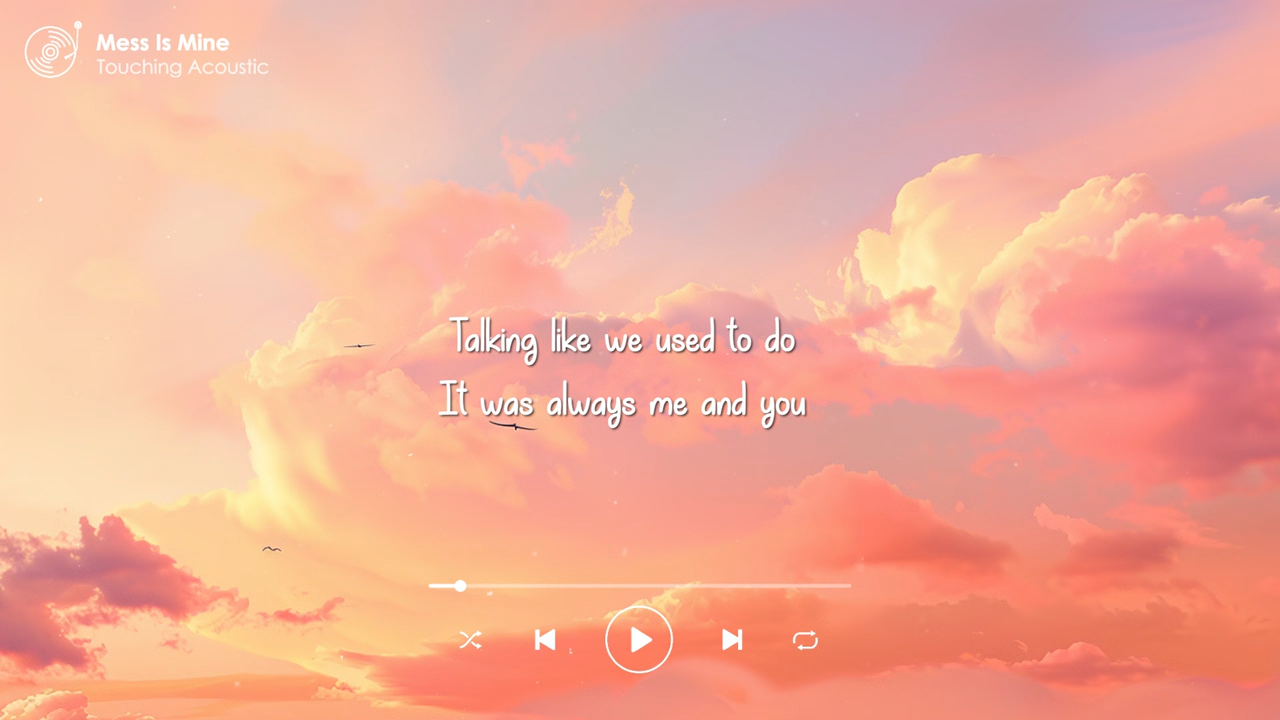 Mess Is Mine
Touching Acoustic
Talking like we used to do
It was always me and you